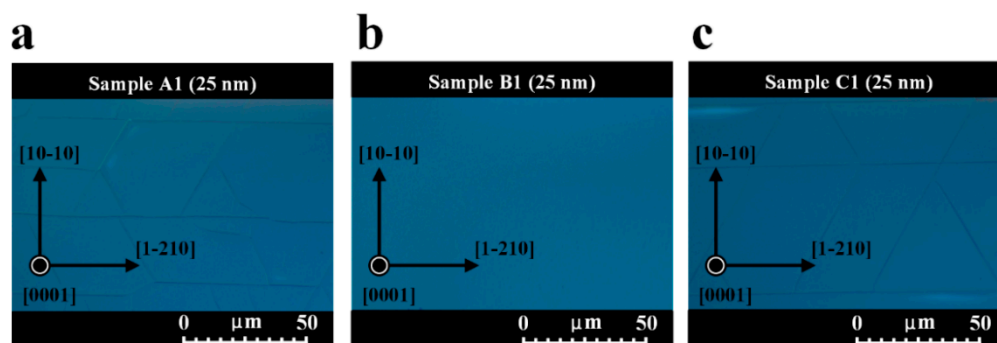 a
b
c
Sample A1 (25 nm)
Sample B1 (25 nm)
Sample C1 (25 nm)
[10-10]
[1-210]
[0001]
0 μm 50
[10-10]
[1-210]
[0001]
0 μm 50
[10-10]
[1-210]
[0001]
0 μm 50